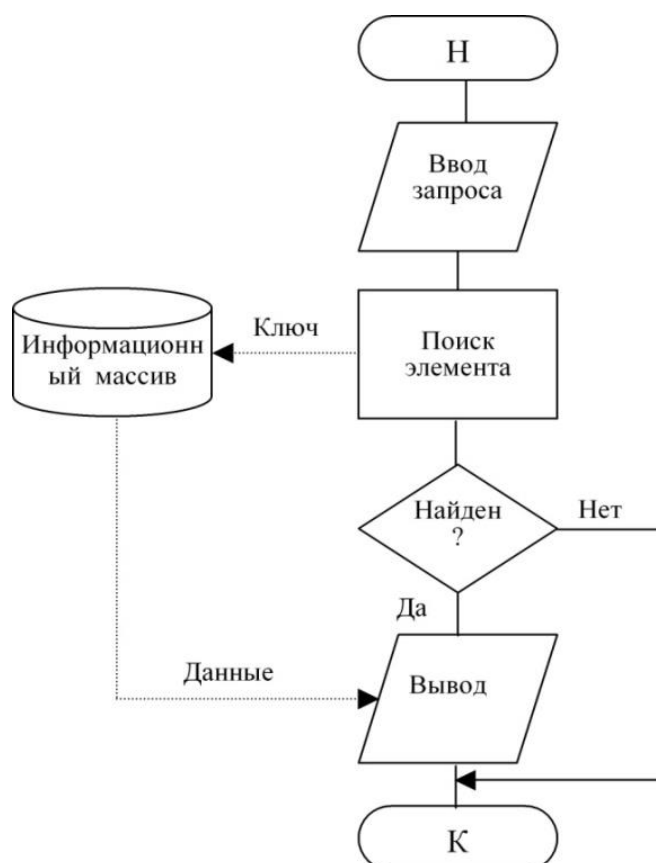 Н
Ввод
запроса
Ключ
Информационн
ый массив
Поиск
элемента
Найден
?
Нет
Да
Данные
Вывод
К